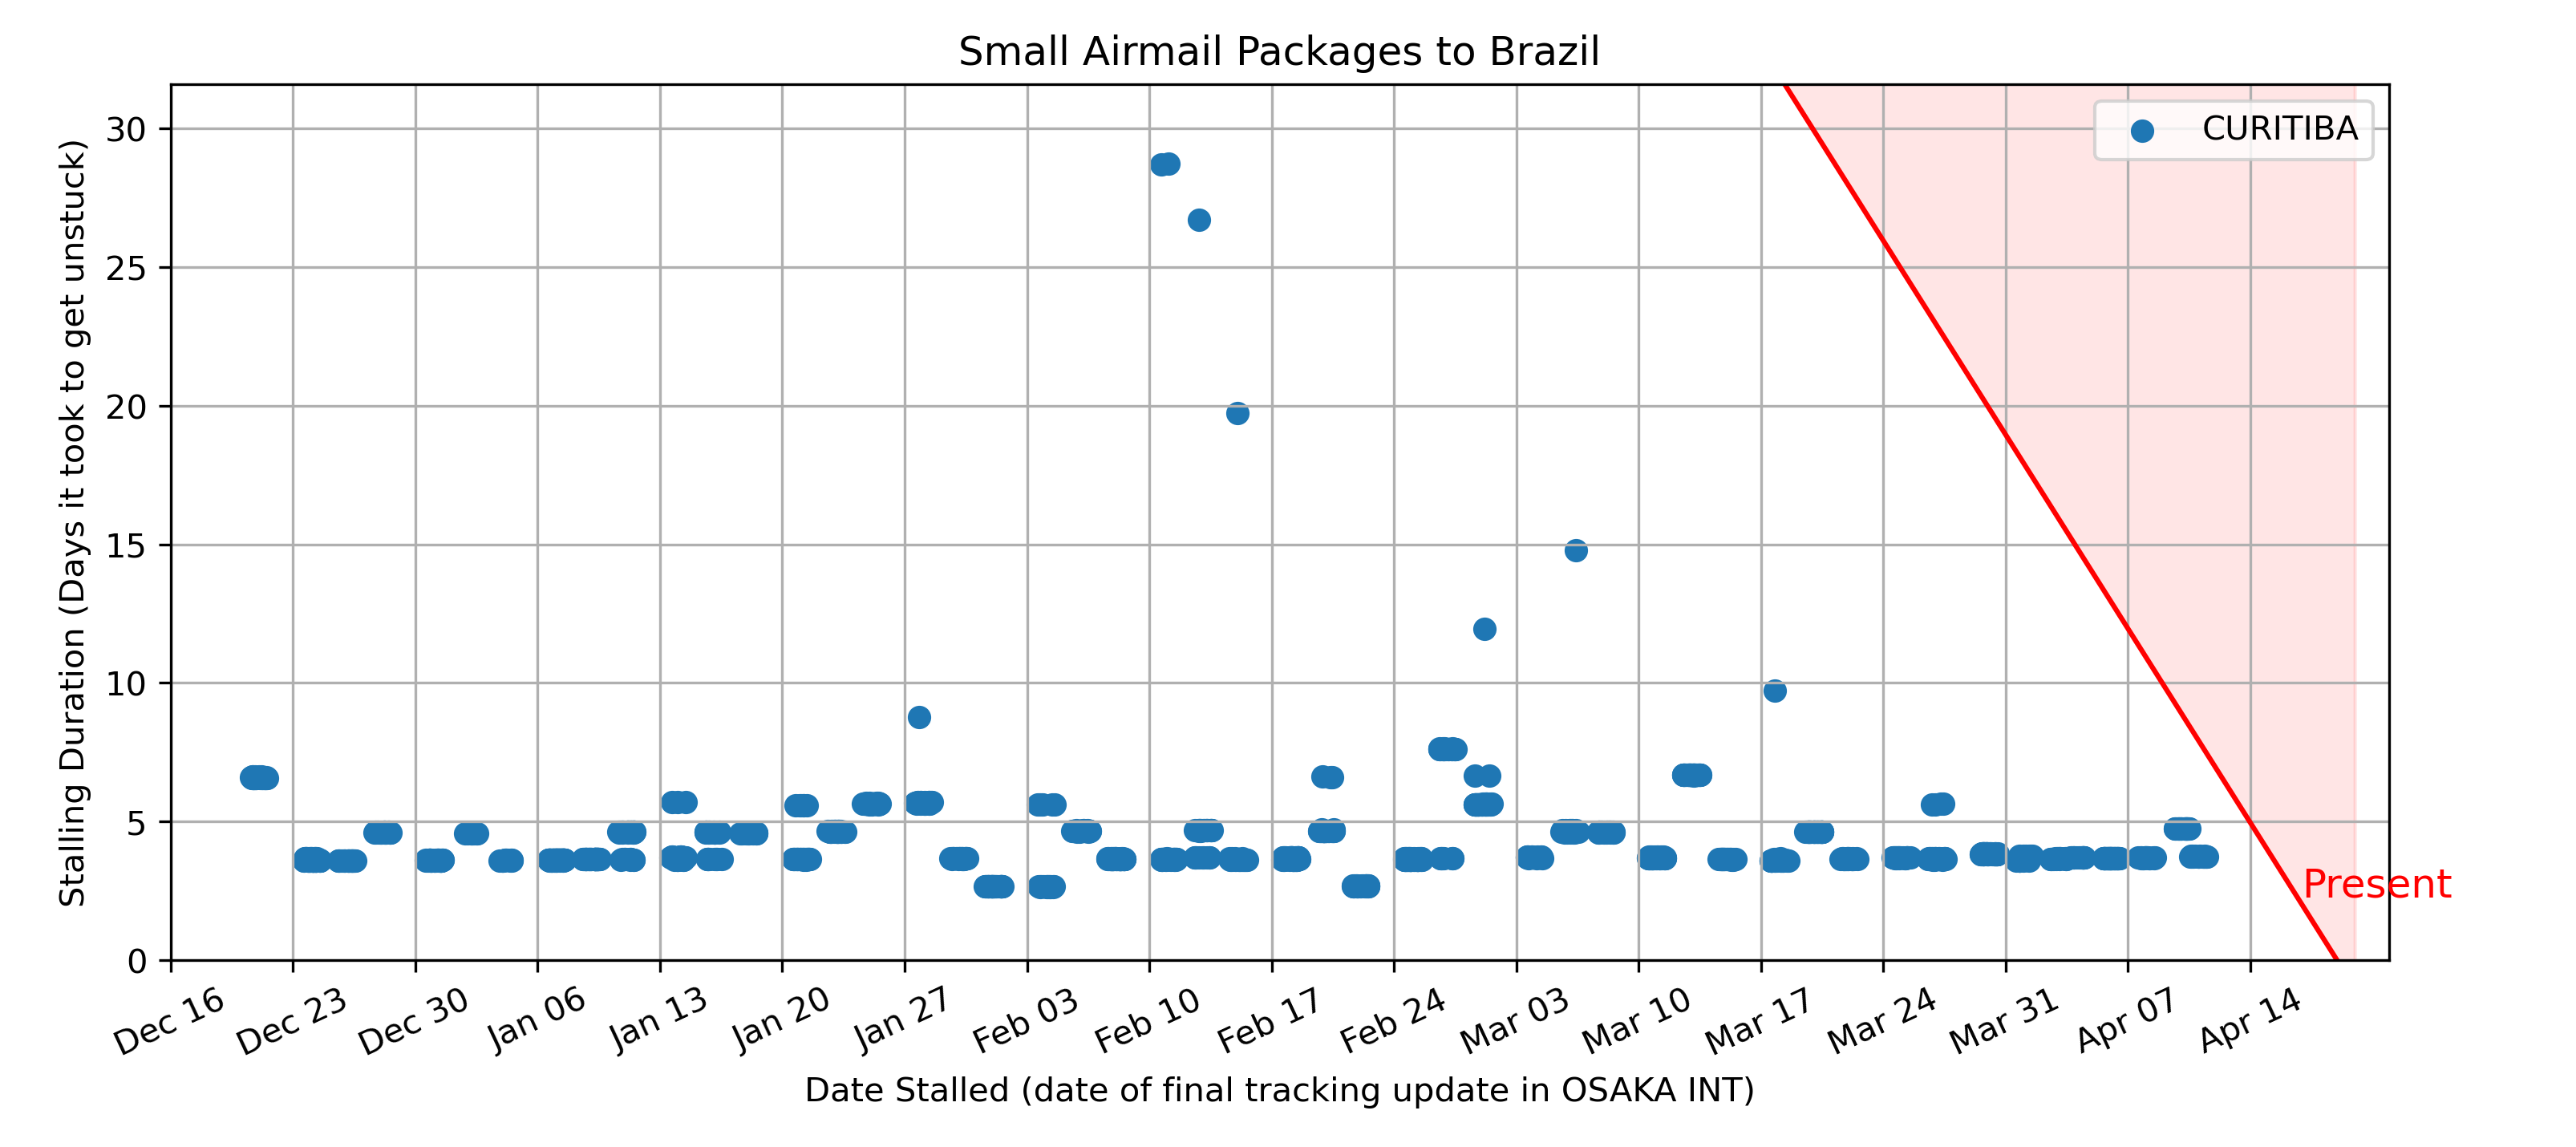 Small Airmail Packages to Brazil
Stalling Duration (Days it took to get unstuck)
30
25
20
15
10
5
0
CURITIBA
Present
Dec 16
Dec 23
Dec 30
Jan 06
Jan 13
Jan 20
Jan 27
Feb 03
Feb 10
Feb 17
Feb 24
Mar 03
Mar 10
Mar 17
Mar 24
Mar 31
Apr 07
Apr 14
Date Stalled (date of final tracking update in OSAKA INT)